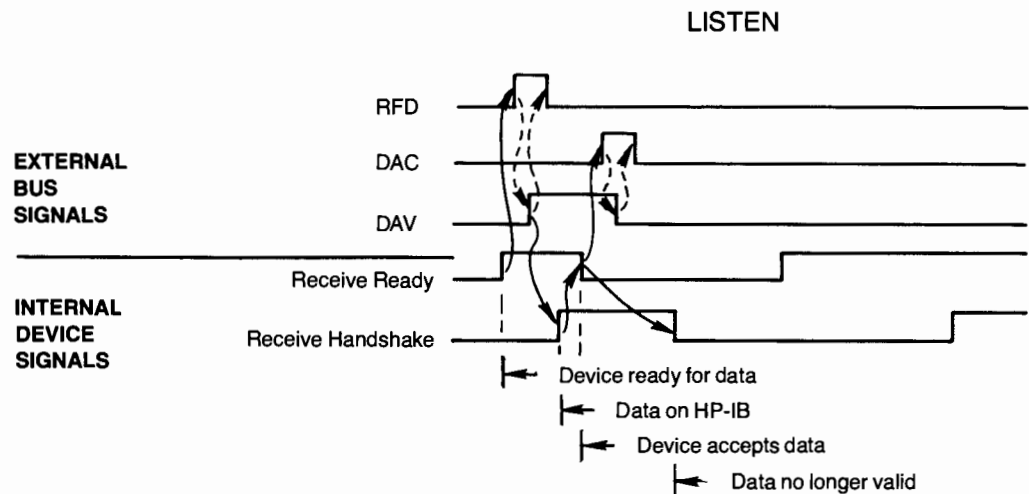 LISTEN
RFD
DAC
DAV
EXTERNAL
BUS
SIGNALS
Receive Ready
INTERNAL
DEVICE
SIGNALS
Receive Handshake
Device ready for data
Data on HP-IB
Device accepts data
Data no longer valid